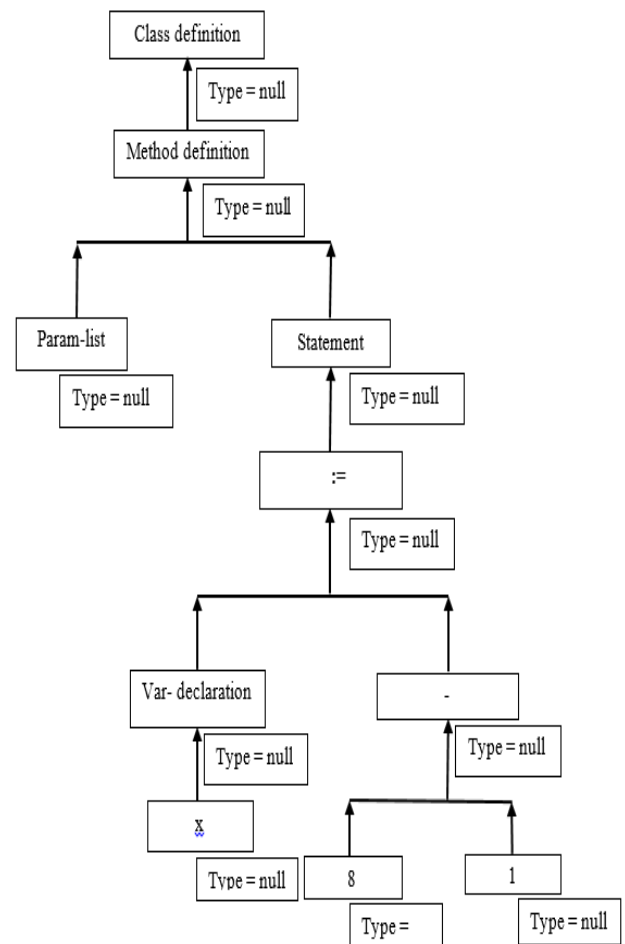 Class definition
Type = null
Method definition
Type = null
Param-list
Statement
Type = null
Type = null
:=
Type = null
Var- declaration
-
Type = null
Type = null
x
Type = null
8
1
Type =
Type = null